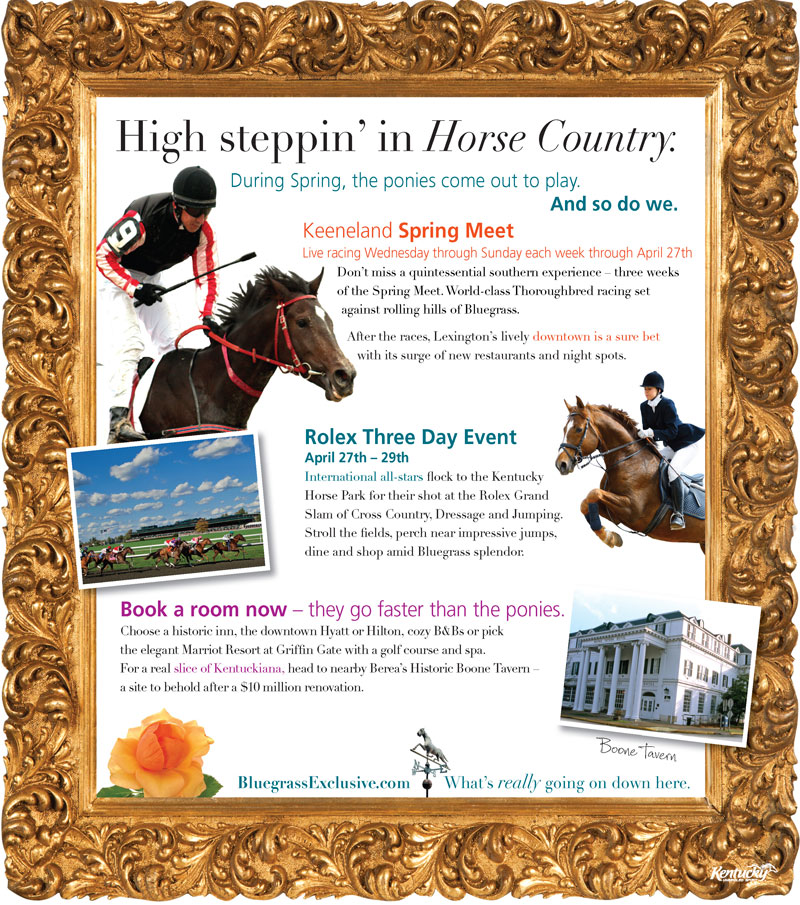 High steppin' in Horse Country.
During Spring, the ponies come out to play.
And so do we.
Keeneland Spring Meet
Live racing Wednesday through Sunday each week through April 27th
Don't miss a quintessential southern experience – three weeks
of the Spring Meet. World-class Thoroughbred racing set
against rolling hills of Bluegrass.
After the races, Lexington's lively downtown is a sure bet
with its surge of new restaurants and night spots.
9
Rolex Three Day Event
April 27th – 29th
International all-stars flock to the Kentucky
Horse Park for their shot at the Rolex Grand
Slam of Cross Country, Dressage and Jumping.
Stroll the fields, perch near impressive jumps,
dine and shop amid Bluegrass splendor.
Book a room now – they go faster than the ponies.
Choose a historic inn, the downtown Hyatt or Hilton, cozy B&Bs or pick
the elegant Marriot Resort at Griffin Gate with a golf course and spa.
For a real slice of Kentuckiana, head to nearby Berea's Historic Boone Tavern –
a site to behold after a $10 million renovation.
Boone Tavern
BluegrassExclusive.com What's really going on down here.
Kentucky